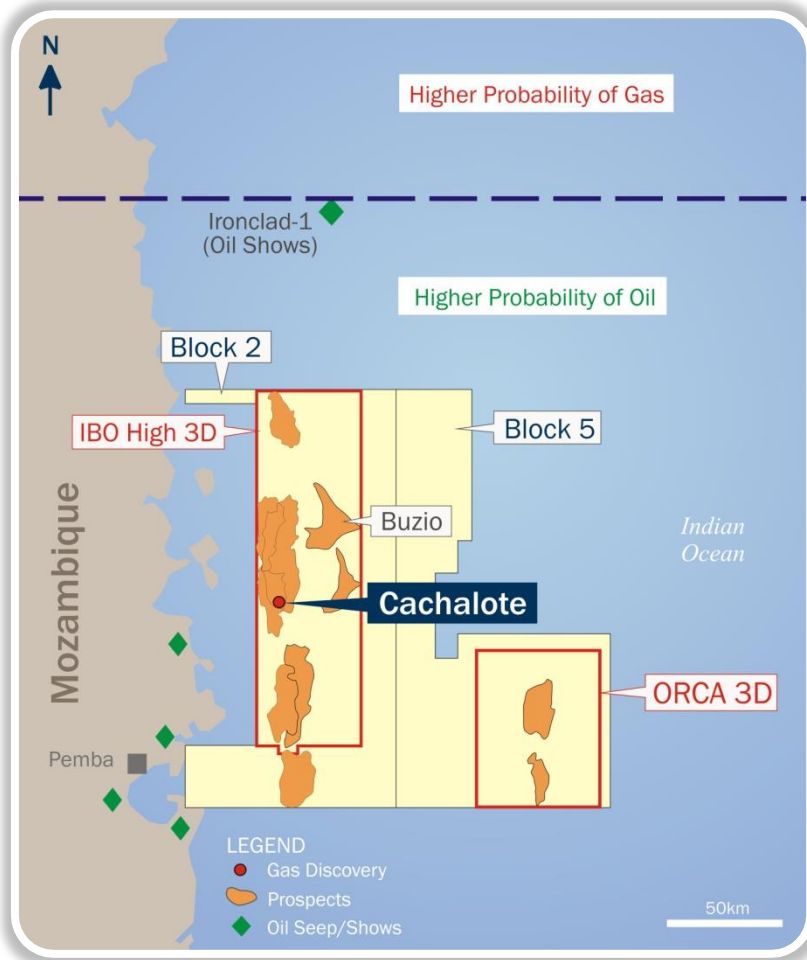 N
Higher Probability of Gas
Ironclad-1
(Oil Shows)
Higher Probability of Oil
Block 2
IBO High 3D
Block 5
Buzio
Indian
Ocean
Cachalote
Mozambique
ORCA 3D
Pemba
LEGEND
Gas Discovery
Prospects
Oil Seep/Shows
50km